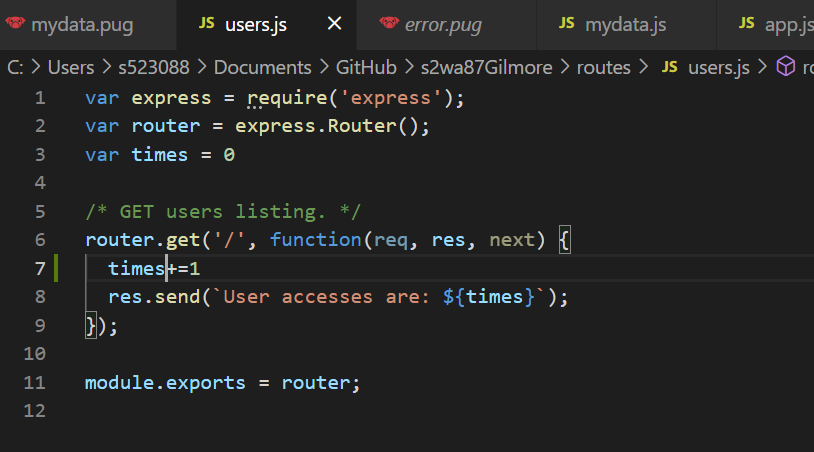 mydata.pug JS users.js × error.pug JS mydata.js JS app.js
C: > Users > s523088 > Documents > GitHub > s2wa87Gilmore > routes > JS users.js >
1 var express = require('express');
2 var router = express.Router();
3 var times = 0
4
5 /* GET users listing. */
6 router.get('/', function(req, res, next) {
7   times+=1
8   res.send(`User accesses are: ${times}`);
9 });
10
11 module.exports = router;
12